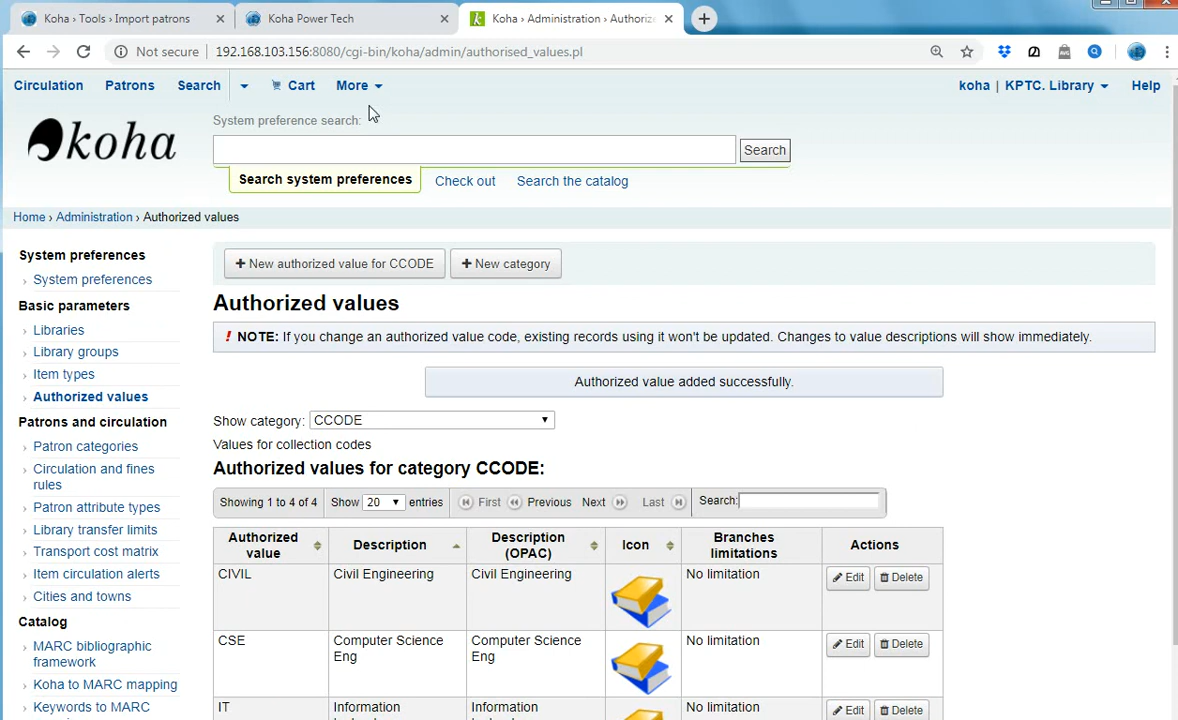 Koha › Tools › Import patrons
Koha Power Tech
Koha › Administration › Authoriz
Not secure 192.168.103.156:8080/cgi-bin/koha/admin/authorised_values.pl
Circulation Patrons Search Cart More koha | KPTC. Library Help
koha
System preference search:
Search
Search system preferences Check out Search the catalog
Home › Administration › Authorized values
System preferences
› System preferences
Basic parameters
› Libraries
› Library groups
› Item types
› Authorized values
Patrons and circulation
› Patron categories
› Circulation and fines
rules
› Patron attribute types
› Library transfer limits
› Transport cost matrix
› Item circulation alerts
› Cities and towns
Catalog
› MARC bibliographic
framework
› Koha to MARC mapping
› Keywords to MARC
+ New authorized value for CCODE + New category
Authorized values
! NOTE: If you change an authorized value code, existing records using it won't be updated. Changes to value descriptions will show immediately.
Authorized value added successfully.
Show category: CCODE
Values for collection codes
Authorized values for category CCODE:
Showing 1 to 4 of 4 Show 20 entries First Previous Next Last Search:
Authorized value Description Description (OPAC) Icon Branches limitations Actions
CIVIL Civil Engineering Civil Engineering No limitation Edit Delete
CSE Computer Science Eng Computer Science Eng No limitation Edit Delete
IT Information Information No limitation Edit Delete